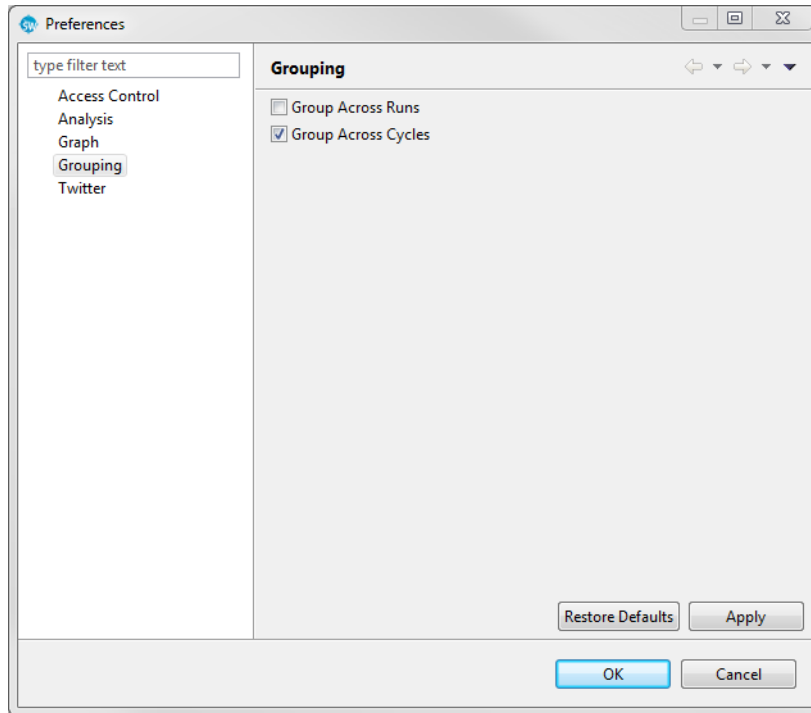 SW Preferences
type filter text
Access Control
Analysis
Graph
Grouping
Twitter
Grouping
Group Across Runs
Group Across Cycles
Restore Defaults Apply
OK Cancel